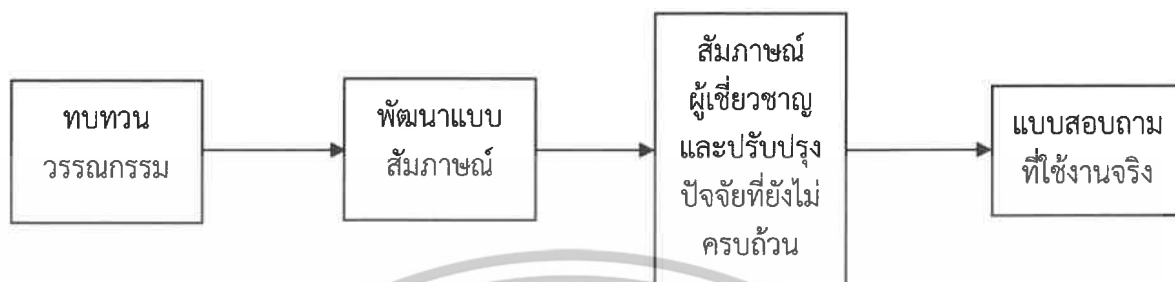 ทบทวน
วรรณกรรม
พัฒนาแบบ
สัมภาษณ์
สัมภาษณ์
ผู้เชี่ยวชาญ
และปรับปรุง
ปัจจัยที่ยังไม่
ครบถ้วน
แบบสอบถาม
ที่ใช้งานจริง